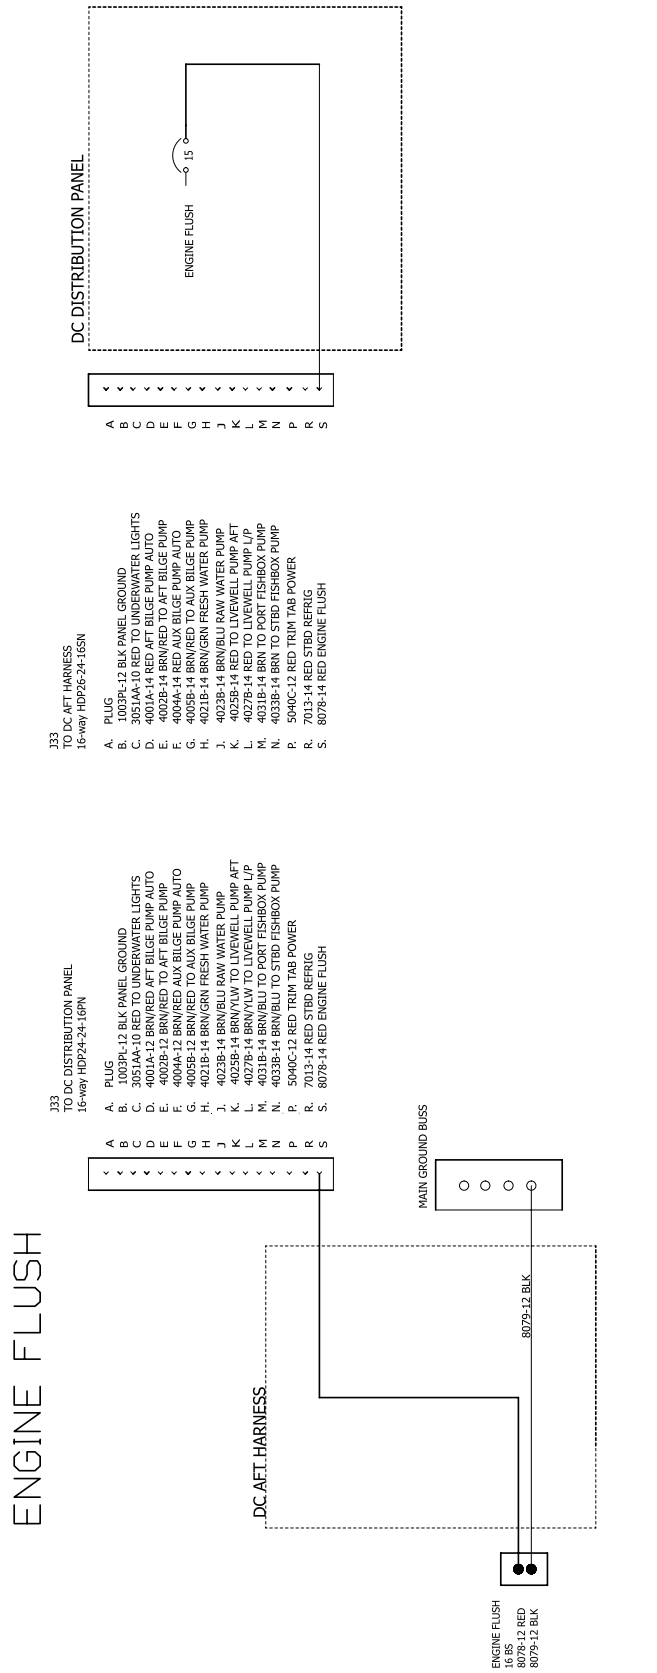 ENGINE FLUSH
ENGINE FLUSH
16 BS
8078-12 RED
8079-12 BLK
DC AFT HARNESS
8079-12 BLK
MAIN GROUND BUSS
J33
TO DC DISTRIBUTION PANEL
16-way HDP24-24-16PN
A
B
C
D
E
F
G
H
J
K
L
M
N
P
R
S
A. PLUG
B. 1003PL-12 BLK PANEL GROUND
C. 3051AA-10 RED TO UNDERWATER LIGHTS
D. 4001A-12 BRN/RED AFT BILGE PUMP AUTO
E. 4002B-12 BRN/RED TO AFT BILGE PUMP
F. 4004A-12 BRN/RED AUX BILGE PUMP AUTO
G. 4005B-12 BRN/RED TO AUX BILGE PUMP
H. 4021B-14 BRN/GRN FRESH WATER PUMP
J. 4023B-14 BRN/BLU RAW WATER PUMP
K. 4025B-14 BRN/YLW TO LIVEWELL PUMP AFT
L. 4027B-14 BRN/YLW TO LIVEWELL PUMP L/P
M. 4031B-14 BRN/BLU TO PORT FISHBOX PUMP
N. 4033B-14 BRN/BLU TO STBD FISHBOX PUMP
P. 5040C-12 RED TRIM TAB POWER
R. 7013-14 RED STBD REFRIG
S. 8078-14 RED ENGINE FLUSH
J33
TO DC AFT HARNESS
16-way HDP26-24-16SN
A. PLUG
B. 1003PL-12 BLK PANEL GROUND
C. 3051AA-10 RED TO UNDERWATER LIGHTS
D. 4001A-14 RED AFT BILGE PUMP AUTO
E. 4002B-14 BRN/RED TO AFT BILGE PUMP
F. 4004A-14 RED AUX BILGE PUMP AUTO
G. 4005B-14 BRN/RED TO AUX BILGE PUMP
H. 4021B-14 BRN/GRN FRESH WATER PUMP
J. 4023B-14 BRN/BLU RAW WATER PUMP
K. 4025B-14 RED TO LIVEWELL PUMP AFT
L. 4027B-14 RED TO LIVEWELL PUMP L/P
M. 4031B-14 BRN TO PORT FISHBOX PUMP
N. 4033B-14 BRN TO STBD FISHBOX PUMP
P. 5040C-12 RED TRIM TAB POWER
R. 7013-14 RED STBD REFRIG
S. 8078-14 RED ENGINE FLUSH
A
B
C
D
E
F
G
H
J
K
L
M
N
P
R
S
DC DISTRIBUTION PANEL
ENGINE FLUSH
15